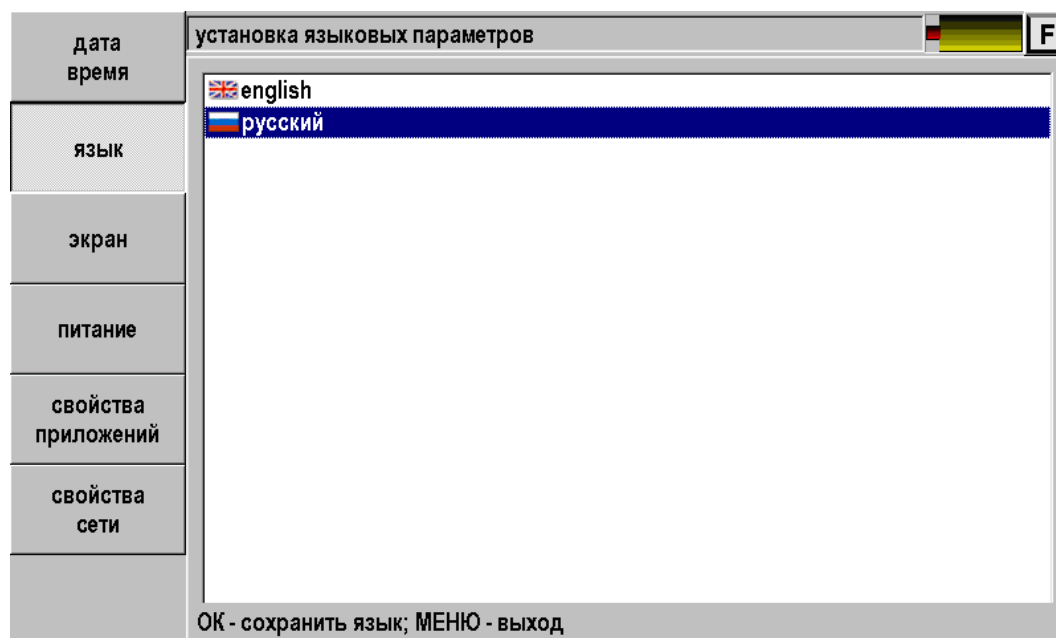 дата
время
язык
экран
питание
свойства
приложений
свойства
сети
установка языковых параметров
F
english
русский
ОК - сохранить язык; МЕНЮ - выход